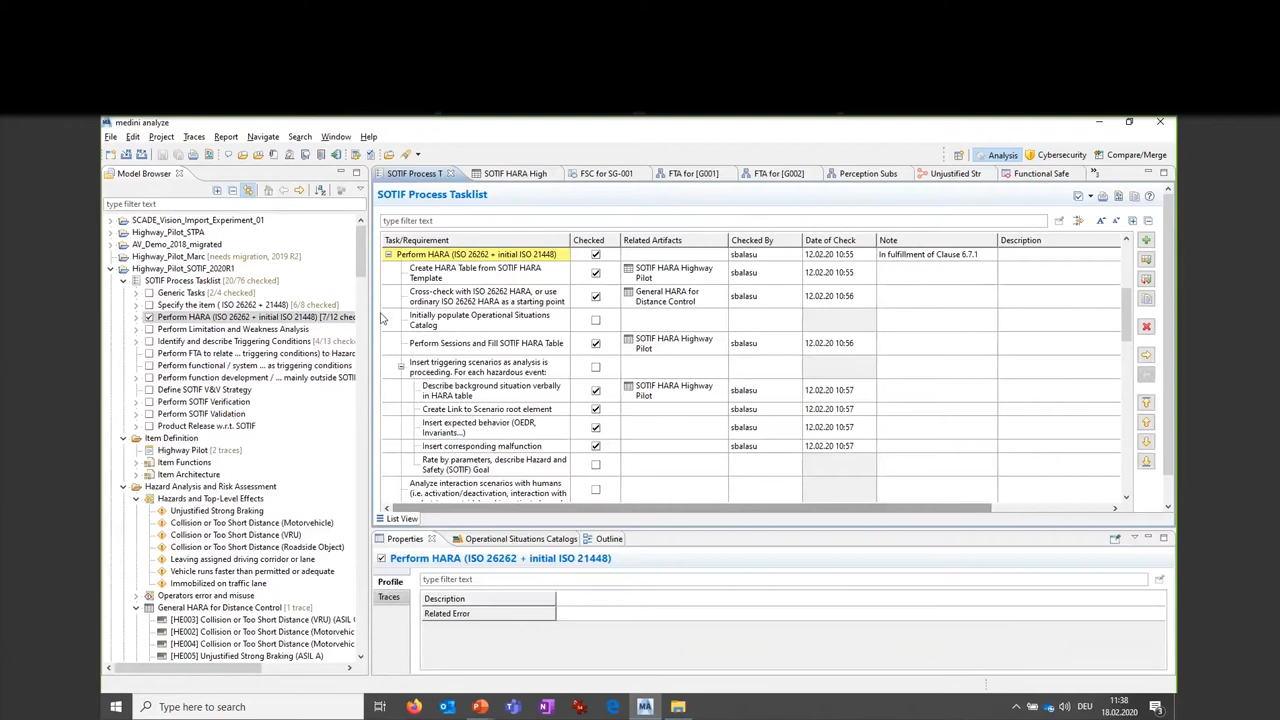 medini analyze
File Edit Project Traces Report Navigate Search Window Help
Analysis Cybersecurity Compare/Merge
Model Browser
type filter text
SCADE_Vision_Import_Experiment_01
Highway_Pilot_STPA
AV_Demo_2018_migrated
Highway_Pilot_Marc (needs migration, 2019 R2)
Highway_Pilot_SOTIF_2020R1
SOTIF Process Tasklist [20/76 checked]
Generic Tasks [2/4 checked]
Specify the item ( ISO 26262 + 21448) [6/8 checked]
Perform HARA (ISO 26262 + initial ISO 21448) [7/12 chec
Perform Limitation and Weakness Analysis
Identify and describe Triggering Conditions [4/13 checked
Perform FTA to relate ... triggering conditions) to Hazard
Perform functional / system ... as triggering conditions
Perform function development / ... mainly outside SOTIF
Define SOTIF V&V Strategy
Perform SOTIF Verification
Perform SOTIF Validation
Product Release w.r.t. SOTIF
Item Definition
Highway Pilot [2 traces]
Item Functions
Item Architecture
Hazard Analysis and Risk Assessment
Hazards and Top-Level Effects
Unjustified Strong Braking
Collision or Too Short Distance (Motorvehicle)
Collision or Too Short Distance (VRU)
Collision or Too Short Distance (Roadside Object)
Leaving assigned driving corridor or lane
Vehicle runs faster than permitted or adequate
Immobilized on traffic lane
Operators error and misuse
General HARA for Distance Control [1 trace]
[HE003] Collision or Too Short Distance (VRU) (ASIL C
[HE002] Collision or Too Short Distance (Motorvehic
[HE004] Collision or Too Short Distance (Motorvehic
[HE005] Unjustified Strong Braking (ASIL A)
SOTIF Process T SOTIF HARA High FSC for SG-001 FTA for [G001] FTA for [G002] Perception Subs Unjustified Str Functional Safe
SOTIF Process Tasklist
type filter text
Task/Requirement Checked Related Artifacts Checked By Date of Check Note Description
Perform HARA (ISO 26262 + initial ISO 21448) sbalasu 12.02.20 10:55 In fulfillment of Clause 6.7.1
Create HARA Table from SOTIF HARA
Template
SOTIF HARA Highway
Pilot
sbalasu 12.02.20 10:55
Cross-check with ISO 26262 HARA, or use
ordinary ISO 26262 HARA as a starting point
General HARA for
Distance Control
sbalasu 12.02.20 10:56
Initially populate Operational Situations
Catalog
Perform Sessions and Fill SOTIF HARA Table
SOTIF HARA Highway
Pilot
sbalasu 12.02.20 10:56
Insert triggering scenarios as analysis is
proceeding. For each hazardous event:
Describe background situation verbally
in HARA table
SOTIF HARA Highway
Pilot
sbalasu 12.02.20 10:57
Create Link to Scenario root element sbalasu 12.02.20 10:57
Insert expected behavior (OEDR,
Invariants...)
sbalasu 12.02.20 10:57
Insert corresponding malfunction sbalasu 12.02.20 10:57
Rate by parameters, describe Hazard and
Safety (SOTIF) Goal
Analyze interaction scenarios with humans
(i.e. activation/deactivation, interaction with
List View
Properties Operational Situations Catalogs Outline
Perform HARA (ISO 26262 + initial ISO 21448)
Profile
Traces
type filter text
Description
Related Error
Type here to search
DEU
11:38
18.02.2020